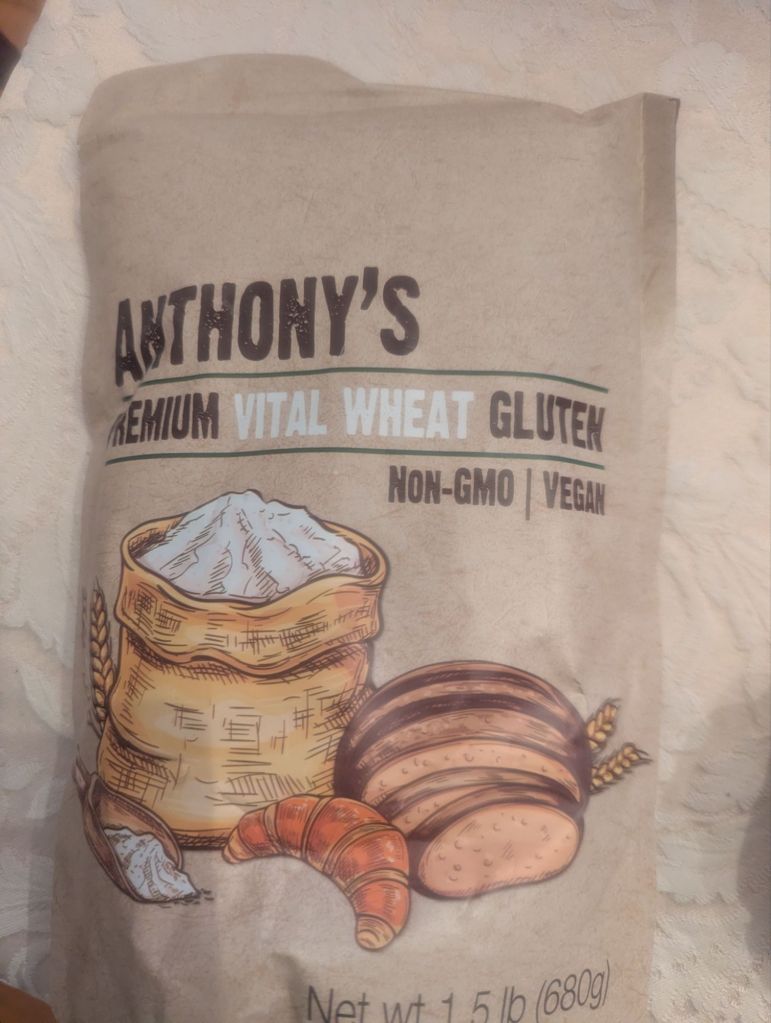 ANTHONY'S
PREMIUM VITAL WHEAT GLUTEN
NON-GMO | VEGAN
Net wt 1.5 lb (680g)